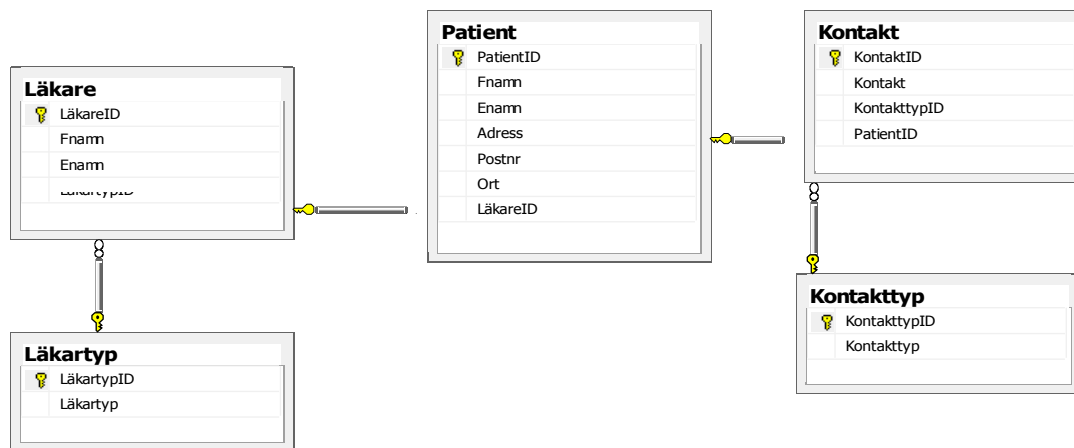 Läkare
LäkareID
Fnamn
Enamn
LäkartypID
Läkartyp
LäkartypID
Läkartyp
Patient
PatientID
Fnamn
Enamn
Adress
Postnr
Ort
LäkareID
Kontakt
KontaktID
Kontakt
KontakttypID
PatientID
Kontakttyp
KontakttypID
Kontakttyp